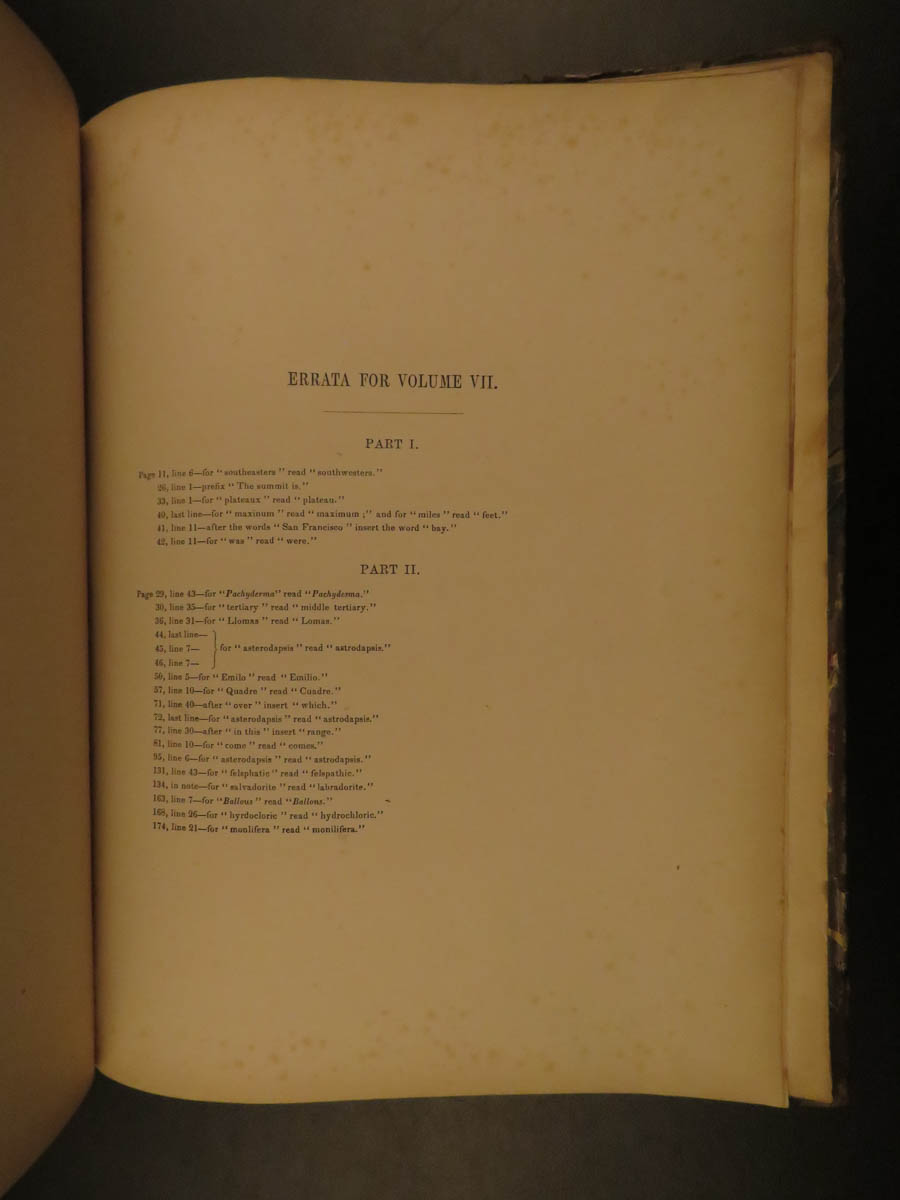 ERRATA FOR VOLUME VII.
PART I.
Page 11, line 6—for “southeasters” read “southwesters.”
26, line 1—prefix “The summit is.”
33, line 1—for “plateaux” read “plateau.”
40, last line—for “maxinum” read “maximum;” and for “miles” read “feet.”
41, line 11—after the words “San Francisco” insert the word “bay.”
42, line 11—for “was” read “were.”
PART II.
Page 29, line 43—for “Pachyderma” read “Pachydesma.”
30, line 35—for “tertiary” read “middle tertiary.”
36, line 31—for “Llomas” read “Lomas.”
44, last line—
45, line 7— for “asterodapsis” read “astrodapsis.”
46, line 7—
50, line 5—for “Emilo” read “Emilio.”
57, line 10—for “Quadre” read “Cuadre.”
71, line 40—after “over” insert “which.”
72, last line—for “asterodapsis” read “astrodapsis.”
77, line 30—after “in this” insert “range.”
81, line 10—for “come” read “comes.”
95, line 6—for “asterodapsis” read “astrodapsis.”
131, line 43—for “felsphatic” read “felspathic.”
134, in note—for “salvadorite” read “labradorite.”
163, line 7—for “Ballous” read “Ballons.”
168, line 26—for “hyrdocloric” read “hydrochloric.”
174, line 21—for “monlifera” read “monilifera.”